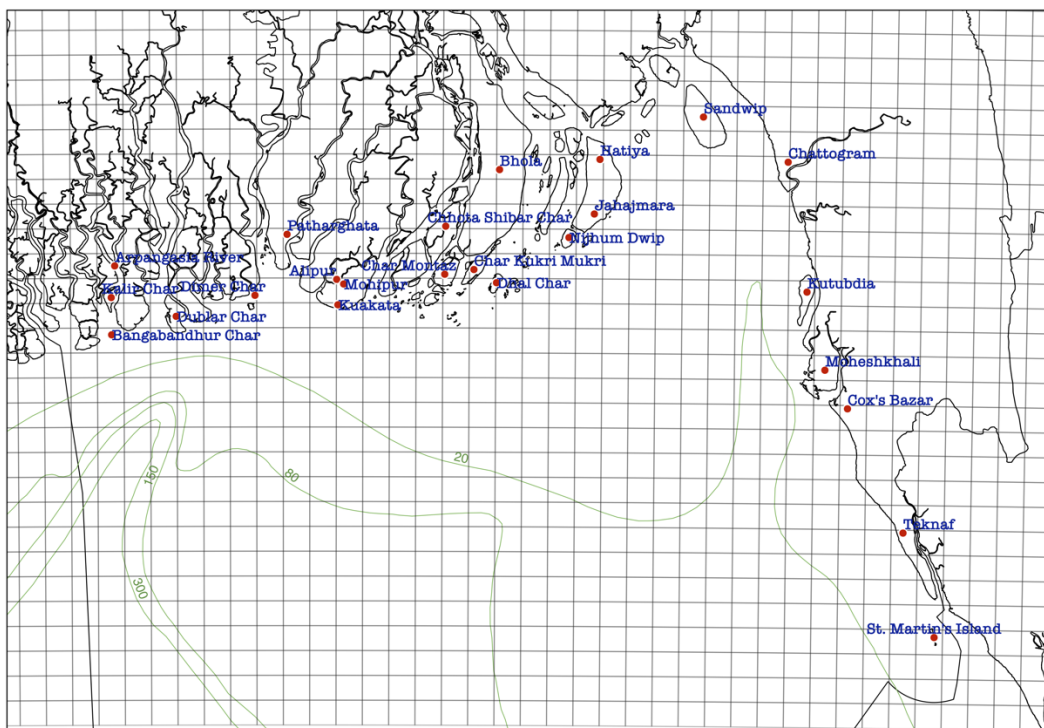 Sandwip
Hatiya
Chattogram
Bhola
Jahajmara
Chhota Shibar Char
Patharghata
Nijhum Dwip
Arpangasia River
Char Montaz
Char Kukri Mukri
Alipur
Mohipur
Dhal Char
Kalir Char
Dimer Char
Kutubdia
Kuakata
Dublar Char
Bangabandhur Char
Moheshkhali
Cox's Bazar
20
80
150
Teknaf
300
St. Martin's Island